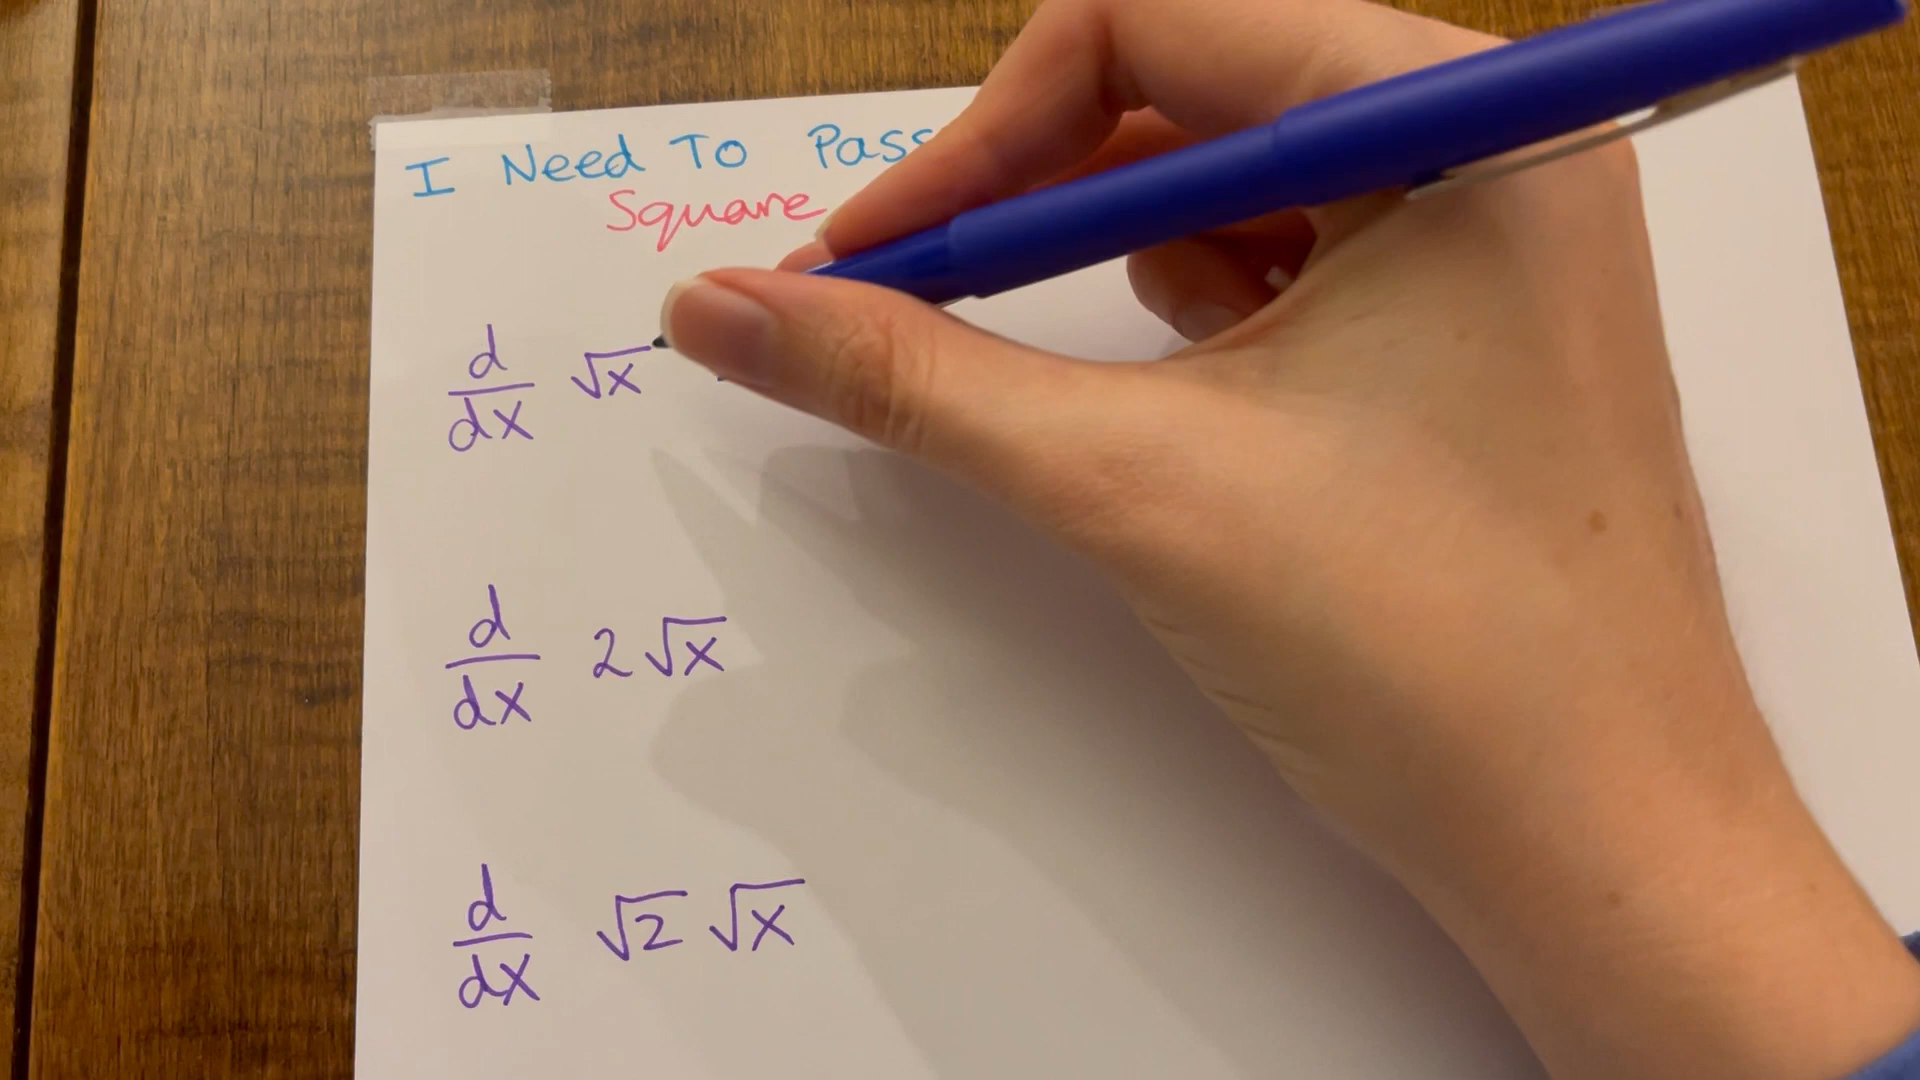 I Need To Pass
Square
d/dx √x
d/dx 2√x
d/dx √2 √x